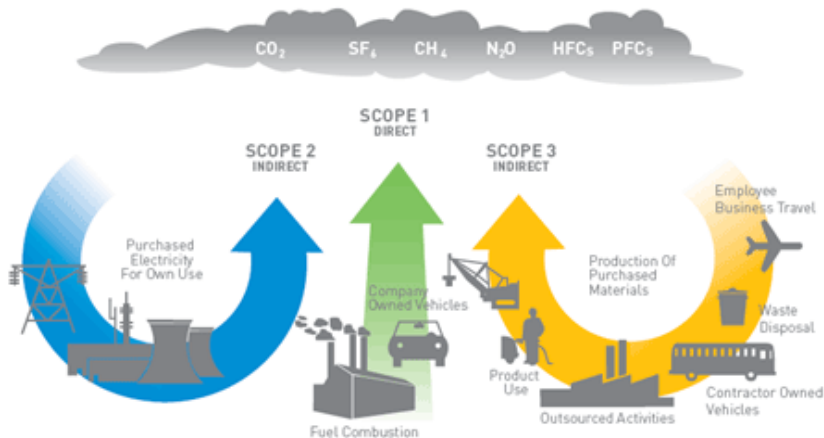 CO₂ SF₆ CH₄ N₂O HFCs PFCs
SCOPE 1
DIRECT
SCOPE 2
INDIRECT
SCOPE 3
INDIRECT
Purchased
Electricity
For Own Use
Company
Owned Vehicles
Fuel Combustion
Employee
Business Travel
Production Of
Purchased
Materials
Waste
Disposal
Product
Use
Contractor Owned
Vehicles
Outsourced Activities